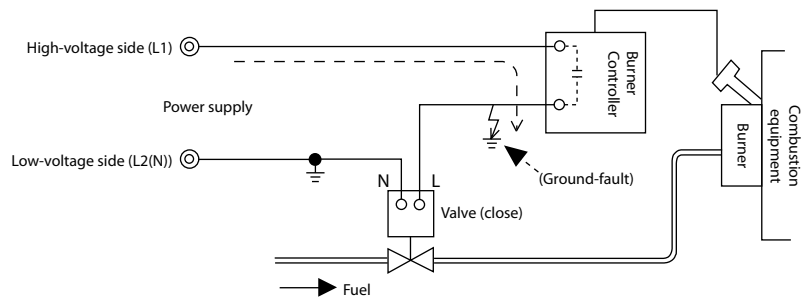 High-voltage side (L1)
Burner
Controller
Power supply
Combustion
equipment
Burner
Low-voltage side (L2(N))
(Ground-fault)
N
L
Valve (close)
Fuel